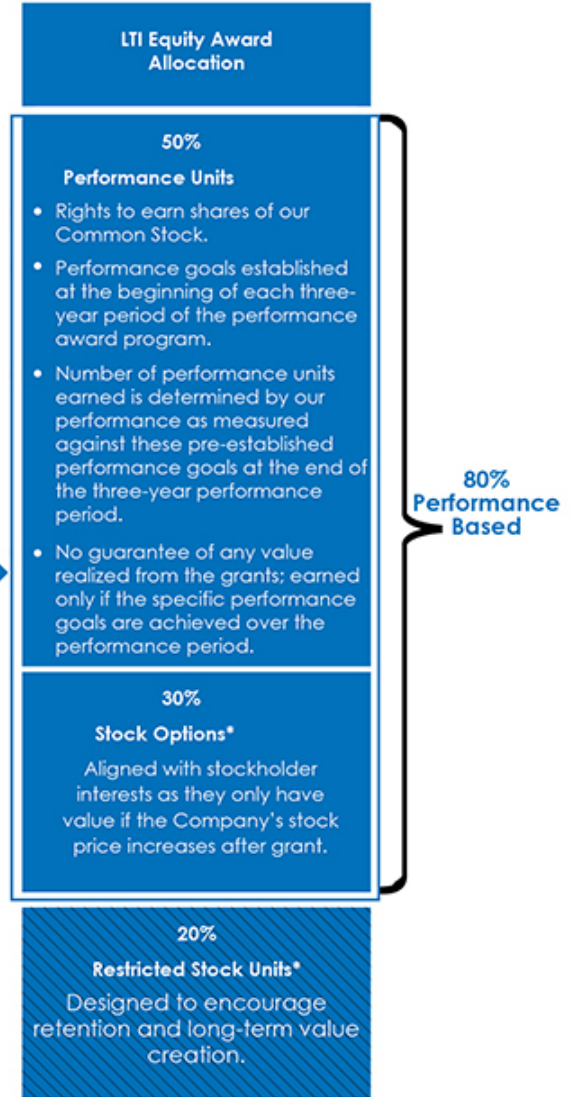 LTI Equity Award
Allocation
50%
Performance Units
• Rights to earn shares of our
Common Stock.
• Performance goals established
at the beginning of each three-
year period of the performance
award program.
• Number of performance units
earned is determined by our
performance as measured
against these pre-established
performance goals at the end of
the three-year performance
period.
• No guarantee of any value
realized from the grants; earned
only if the specific performance
goals are achieved over the
performance period.
80%
Performance
Based
30%
Stock Options*
Aligned with stockholder
interests as they only have
value if the Company's stock
price increases after grant.
20%
Restricted Stock Units*
Designed to encourage
retention and long-term value
creation.